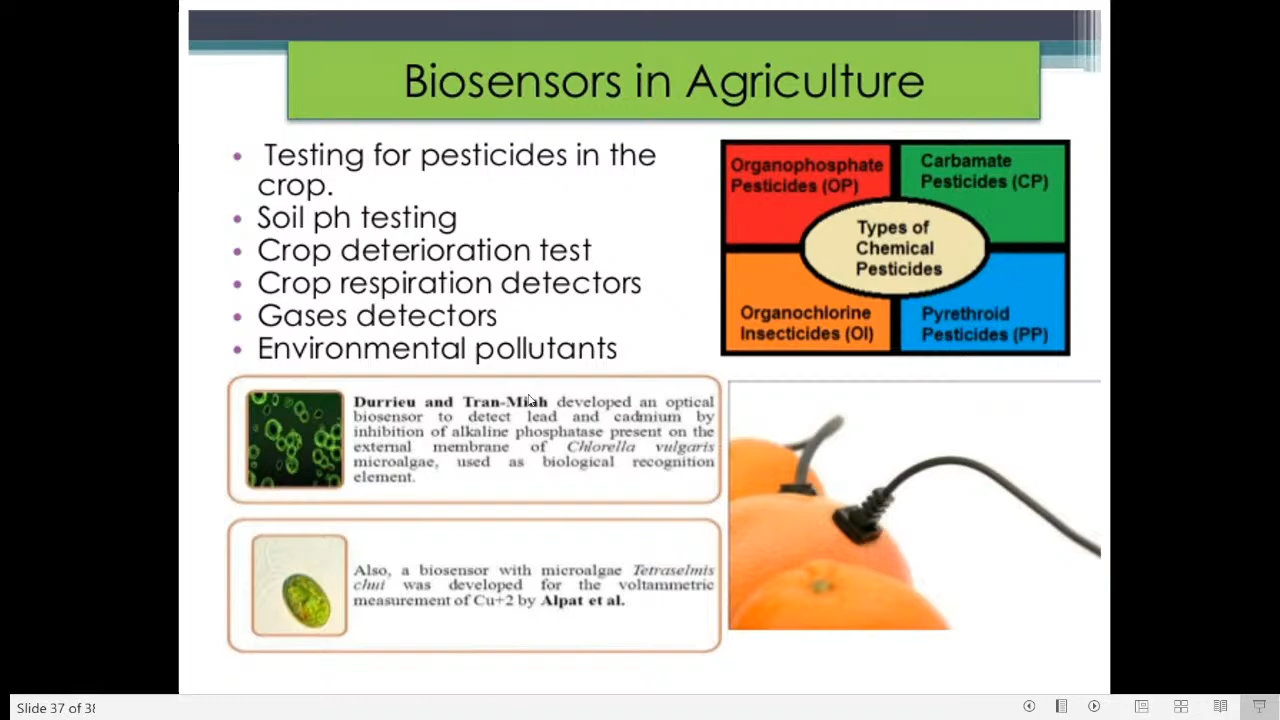 Biosensors in Agriculture
• Testing for pesticides in the
crop.
• Soil ph testing
• Crop deterioration test
• Crop respiration detectors
• Gases detectors
• Environmental pollutants
Organophosphate
Pesticides (OP)
Carbamate
Pesticides (CP)
Types of
Chemical
Pesticides
Organochlorine
Insecticides (OI)
Pyrethroid
Pesticides (PP)
Durrieu and Tran-Minh developed an optical
biosensor to detect lead and cadmium by
inhibition of alkaline phosphatase present on the
external membrane of Chlorella vulgaris
microalgae, used as biological recognition
element.
Also, a biosensor with microalgae Tetraselmis
chui was developed for the voltammetric
measurement of Cu+2 by Alpat et al.
Slide 37 of 38